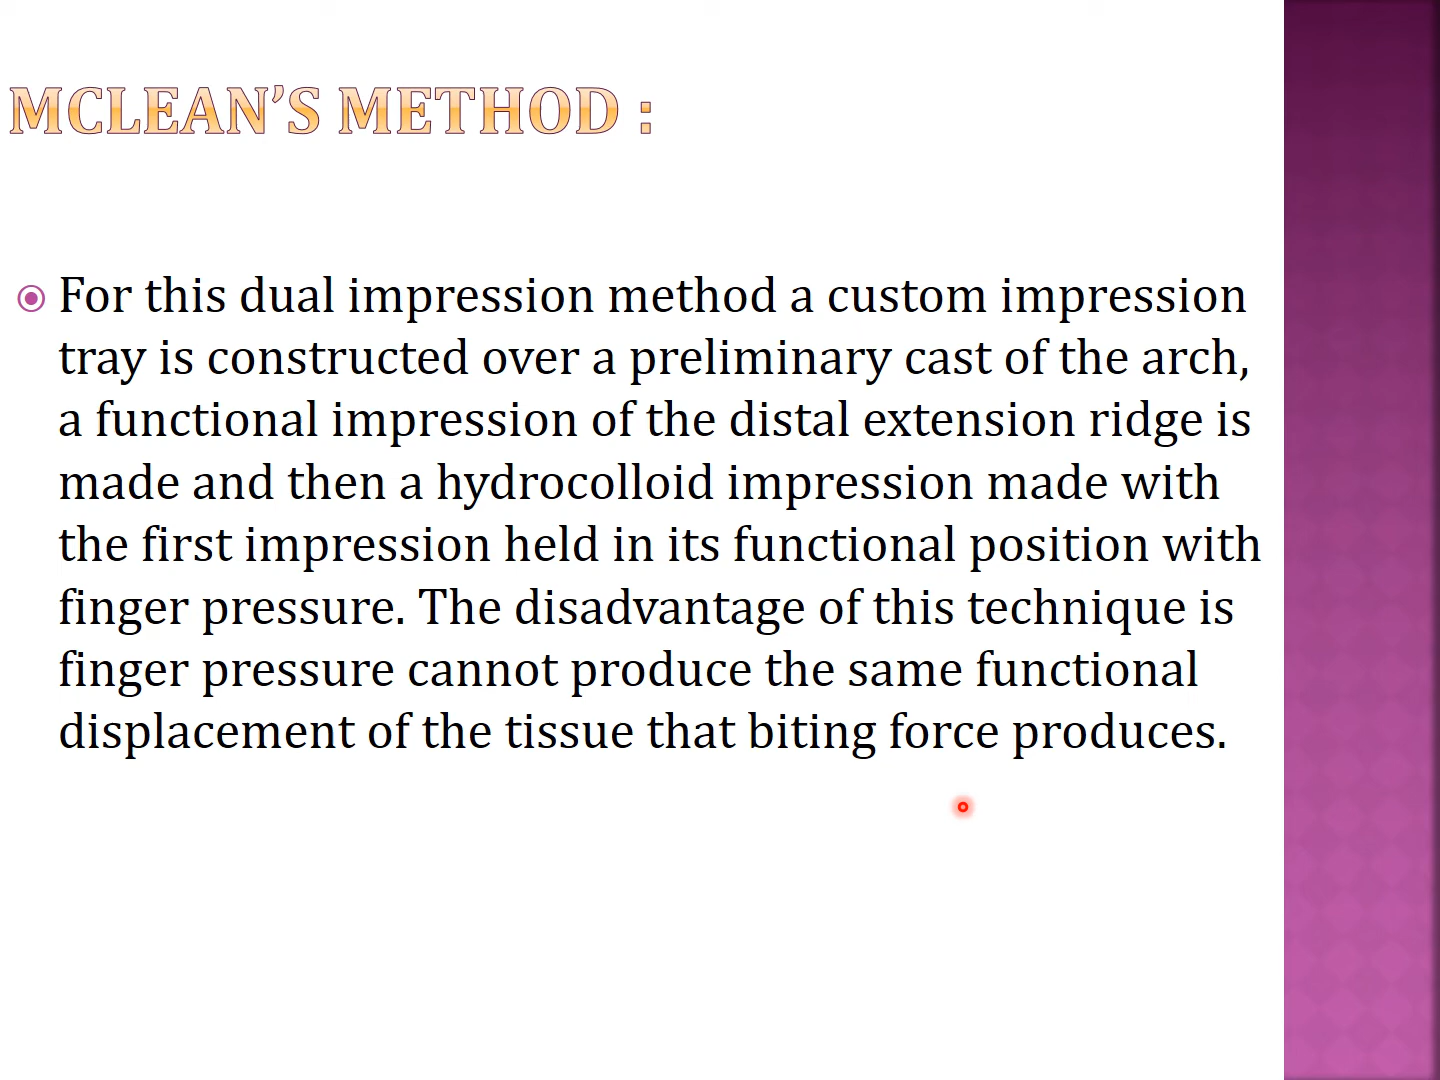 MCLEAN’S METHOD :
For this dual impression method a custom impression
tray is constructed over a preliminary cast of the arch,
a functional impression of the distal extension ridge is
made and then a hydrocolloid impression made with
the first impression held in its functional position with
finger pressure. The disadvantage of this technique is
finger pressure cannot produce the same functional
displacement of the tissue that biting force produces.